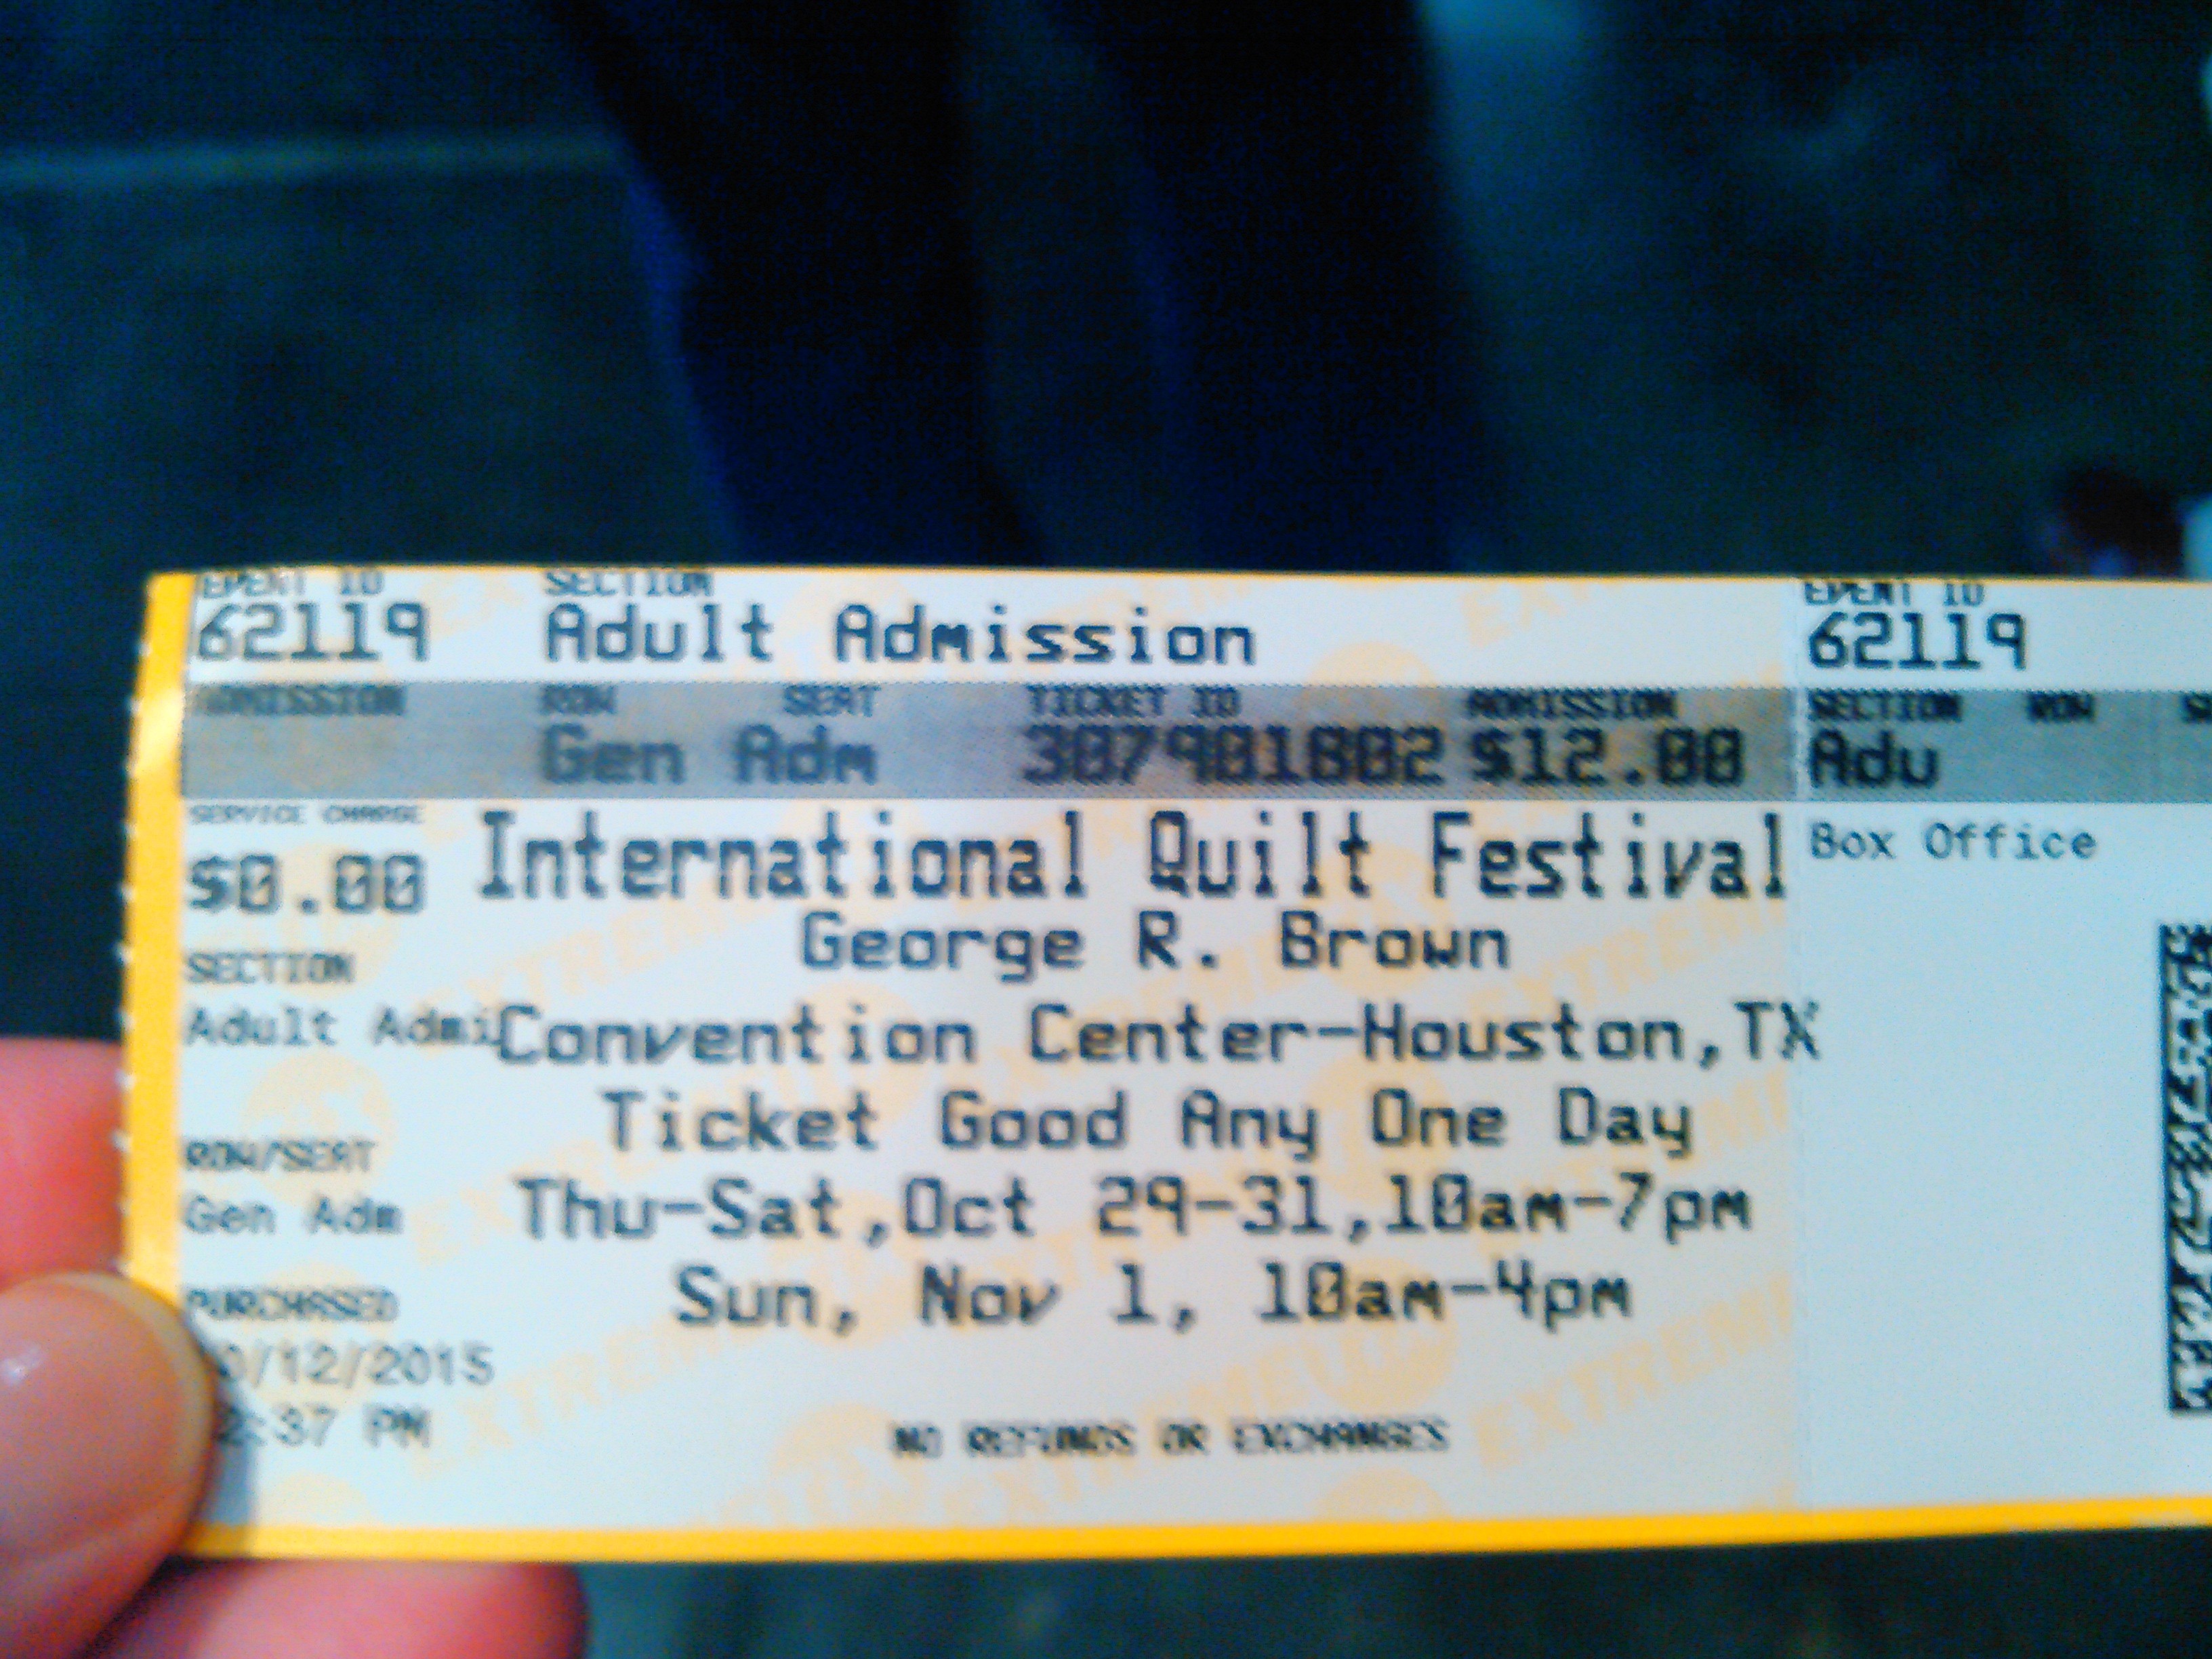 EVENT ID SECTION EVENT ID
62119 Adult Admission 62119
ADMISSION ROW SEAT TICKET ID ADMISSION SECTION ROW
Gen Adm 307901802 $12.00 Adu
SERVICE CHARGE
$0.00
International Quilt Festival
Box Office
George R. Brown
SECTION
Adult Admi
Convention Center-Houston,TX
Ticket Good Any One Day
ROW/SEAT
Gen Adm
Thu-Sat,Oct 29-31,10am-7pm
Sun, Nov 1, 10am-4pm
PURCHASED
0/12/2015
:37 PM
NO REFUNDS OR EXCHANGES